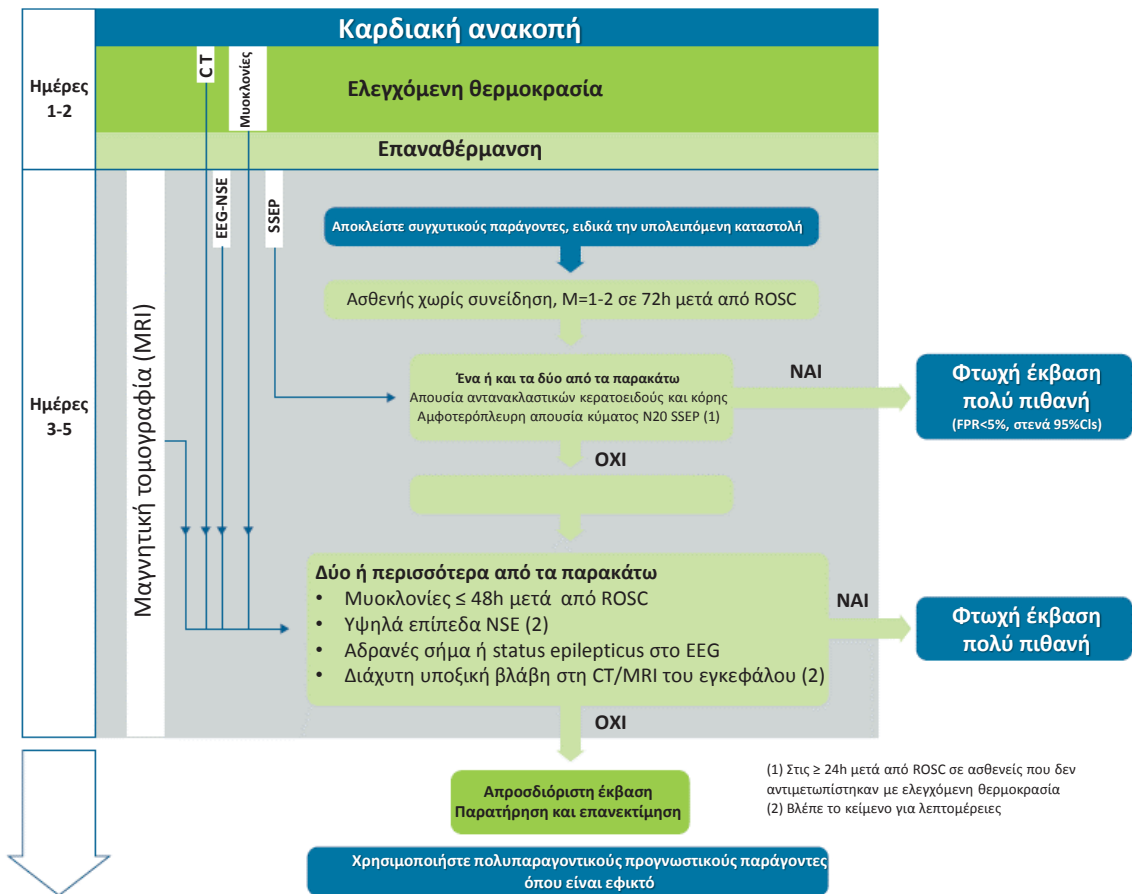 Καρδιακή ανακοπή
Ημέρες
1-2
CT
Μυοκλονίες
Ελεγχόμενη θερμοκρασία
Επαναθέρμανση
Ημέρες
3-5
Μαγνητική τομογραφία (MRI)
EEG-NSE
SSEP
Αποκλείστε συγχυτικούς παράγοντες, ειδικά την υπολειπόμενη καταστολή
Ασθενής χωρίς συνείδηση, M=1-2 σε 72h μετά από ROSC
Ένα ή και τα δύο από τα παρακάτω
Απουσία αντανακλαστικών κερατοειδούς και κόρης
Αμφοτερόπλευρη απουσία κύματος N20 SSEP (1)
ΝΑΙ
Φτωχή έκβαση
πολύ πιθανή
(FPR<5%, στενά 95%CIs)
ΟΧΙ
Δύο ή περισσότερα από τα παρακάτω
• Μυοκλονίες ≤ 48h μετά από ROSC
• Υψηλά επίπεδα NSE (2)
• Αδρανές σήμα ή status epilepticus στο EEG
• Διάχυτη υποξική βλάβη στη CT/MRI του εγκεφάλου (2)
ΝΑΙ
Φτωχή έκβαση
πολύ πιθανή
ΟΧΙ
Απροσδιόριστη έκβαση
Παρατήρηση και επανεκτίμηση
(1) Στις ≥ 24h μετά από ROSC σε ασθενείς που δεν
αντιμετωπίστηκαν με ελεγχόμενη θερμοκρασία
(2) Βλέπε το κείμενο για λεπτομέρειες
Χρησιμοποιήστε πολυπαραγοντικούς προγνωστικούς παράγοντες
όπου είναι εφικτό